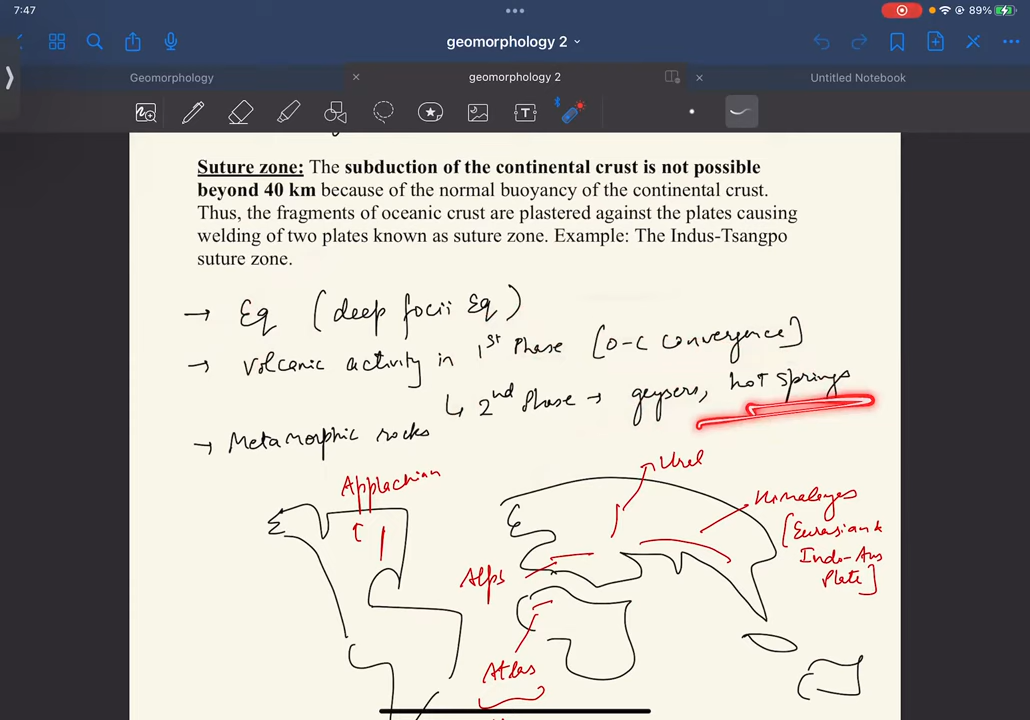 7:47
89%
geomorphology 2
Geomorphology
geomorphology 2
Untitled Notebook
Suture zone: The subduction of the continental crust is not possible
beyond 40 km because of the normal buoyancy of the continental crust.
Thus, the fragments of oceanic crust are plastered against the plates causing
welding of two plates known as suture zone. Example: The Indus-Tsangpo
suture zone.
→ Eq (deep focii Eq)
→ Volcanic activity in 1st Phase [O-C convergence]
↳ 2nd Phase → geysers, hot springs
→ Metamorphic rocks
Applachian
Ural
Himalayas
[Eurasian &
Indo-Aus
Plate]
Alps
Atlas